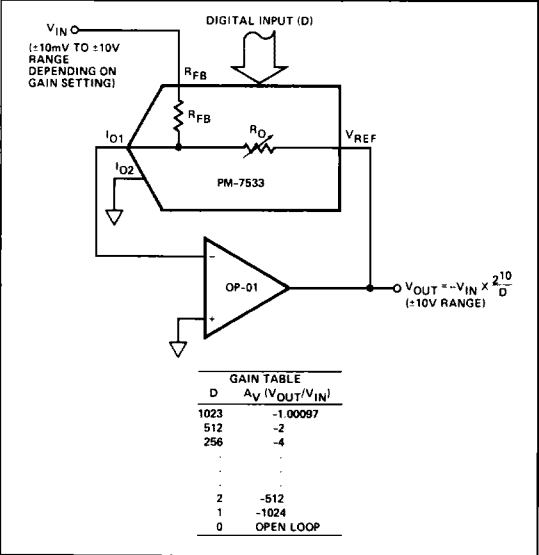 DIGITAL INPUT (D)
VIN
(±10mV TO ±10V
RANGE
DEPENDING ON
GAIN SETTING)
RFB
RFB
IO1
RO
VREF
IO2
PM-7533
−
OP-01
+
VOUT = -VIN × 2^10/D
(±10V RANGE)
GAIN TABLE
D AV (VOUT/VIN)
1023 -1.00097
512 -2
256 -4
. .
. .
. .
2 -512
1 -1024
0 OPEN LOOP